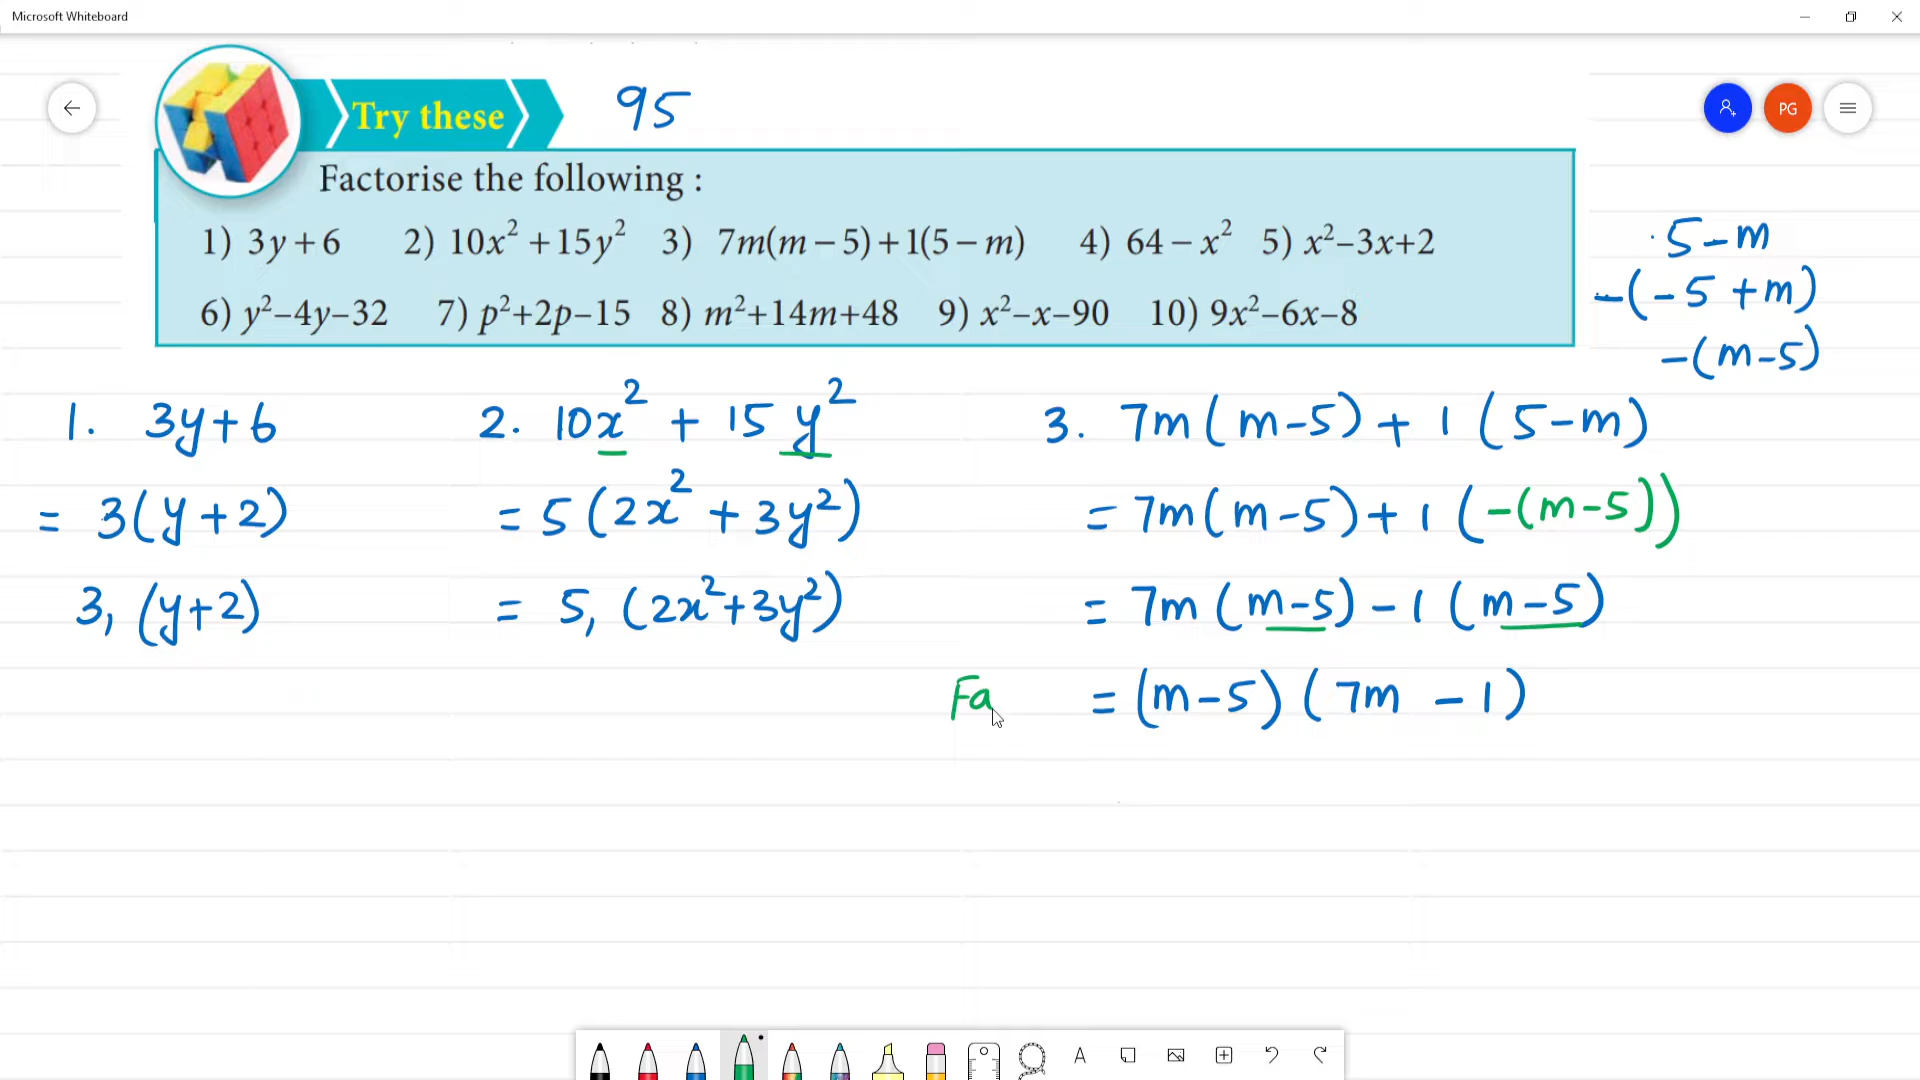 Microsoft Whiteboard
Try these 95
PG
Factorise the following :
1) 3y + 6 2) 10x² + 15y² 3) 7m(m − 5) + 1(5 − m) 4) 64 − x² 5) x²–3x+2
6) y²–4y–32 7) p²+2p–15 8) m²+14m+48 9) x²–x–90 10) 9x²–6x–8
5-m
-(-5+m)
-(m-5)
1. 3y+6
= 3(y+2)
3, (y+2)
2. 10x² + 15y²
= 5(2x² + 3y²)
= 5, (2x²+3y²)
3. 7m(m-5)+1(5-m)
= 7m(m-5)+1(-(m-5))
= 7m(m-5)-1(m-5)
Fa = (m-5)(7m-1)
A